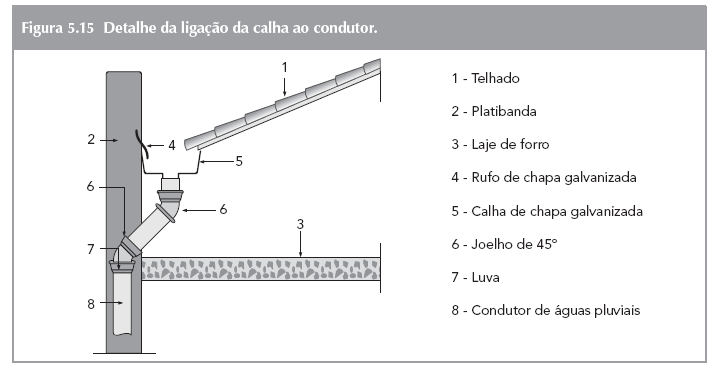 Figura 5.15 Detalhe da ligação da calha ao condutor.
1
2
4
5
6
6
3
7
8
1 - Telhado
2 - Platibanda
3 - Laje de forro
4 - Rufo de chapa galvanizada
5 - Calha de chapa galvanizada
6 - Joelho de 45º
7 - Luva
8 - Condutor de águas pluviais